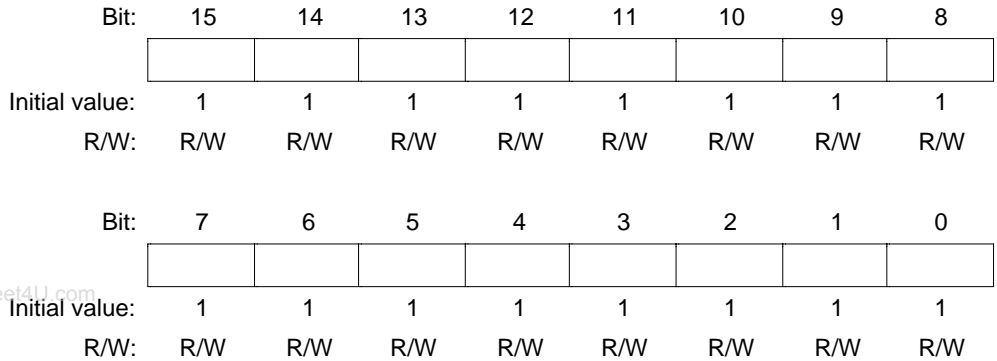 Bit: 15 14 13 12 11 10 9 8
Initial value: 1 1 1 1 1 1 1 1
R/W: R/W R/W R/W R/W R/W R/W R/W R/W
Bit: 7 6 5 4 3 2 1 0
et4U.com
Initial value: 1 1 1 1 1 1 1 1
R/W: R/W R/W R/W R/W R/W R/W R/W R/W